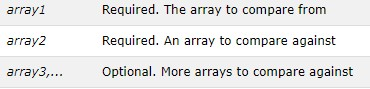 array1 Required. The array to compare from
array2 Required. An array to compare against
array3,... Optional. More arrays to compare against